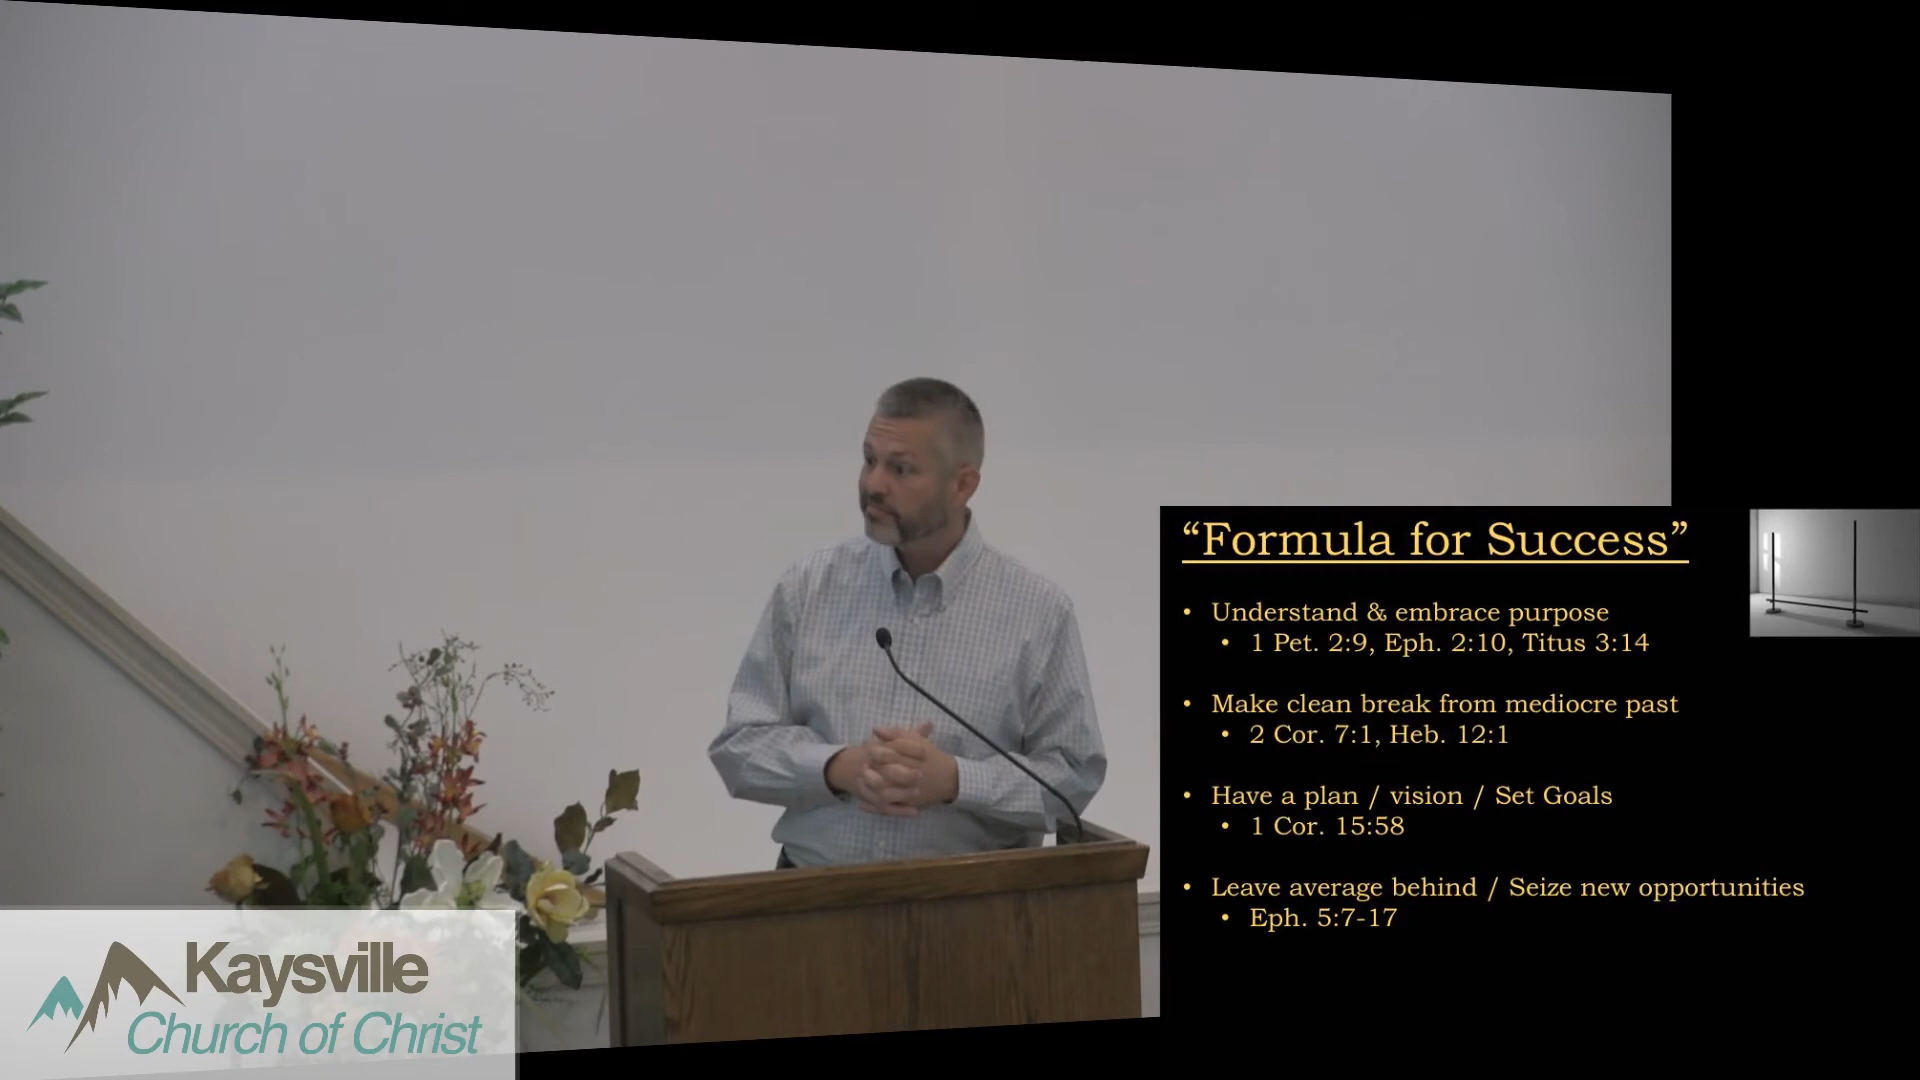 “Formula for Success”
• Understand & embrace purpose
• 1 Pet. 2:9, Eph. 2:10, Titus 3:14
• Make clean break from mediocre past
• 2 Cor. 7:1, Heb. 12:1
• Have a plan / vision / Set Goals
• 1 Cor. 15:58
• Leave average behind / Seize new opportunities
• Eph. 5:7-17
Kaysville
Church of Christ